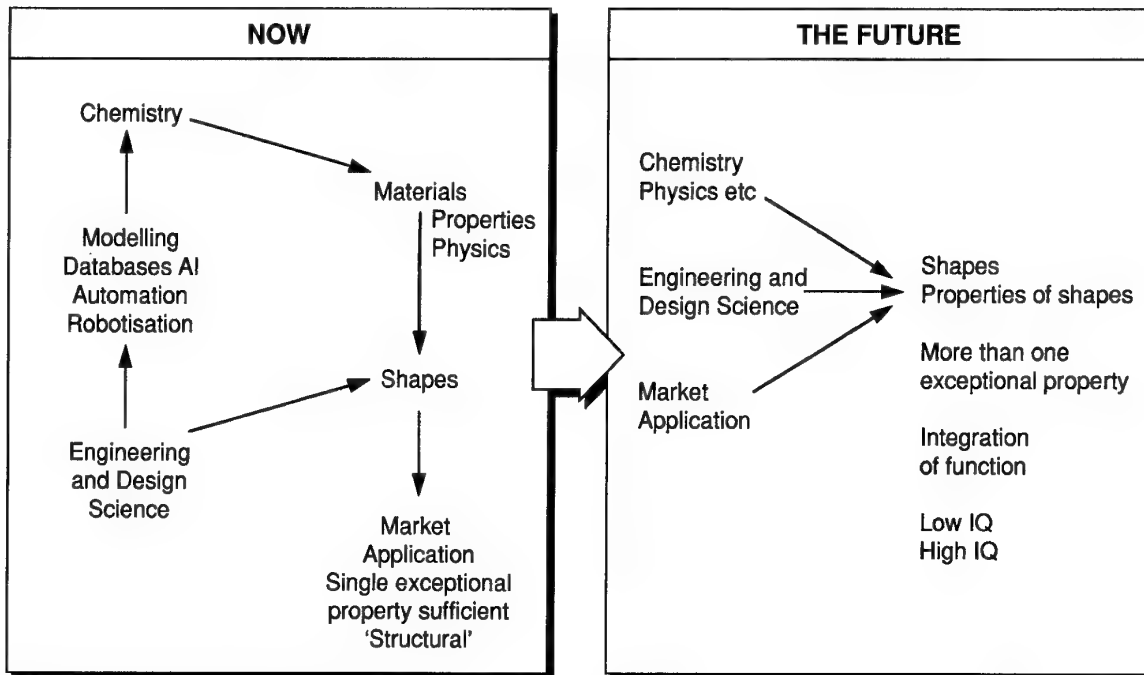 NOW
Chemistry
Materials
Properties
Physics
Modelling
Databases AI
Automation
Robotisation
Shapes
Engineering
and Design
Science
Market
Application
Single exceptional
property sufficient
‘Structural’
THE FUTURE
Chemistry
Physics etc
Engineering and
Design Science
Market
Application
Shapes
Properties of shapes
More than one
exceptional property
Integration
of function
Low IQ
High IQ